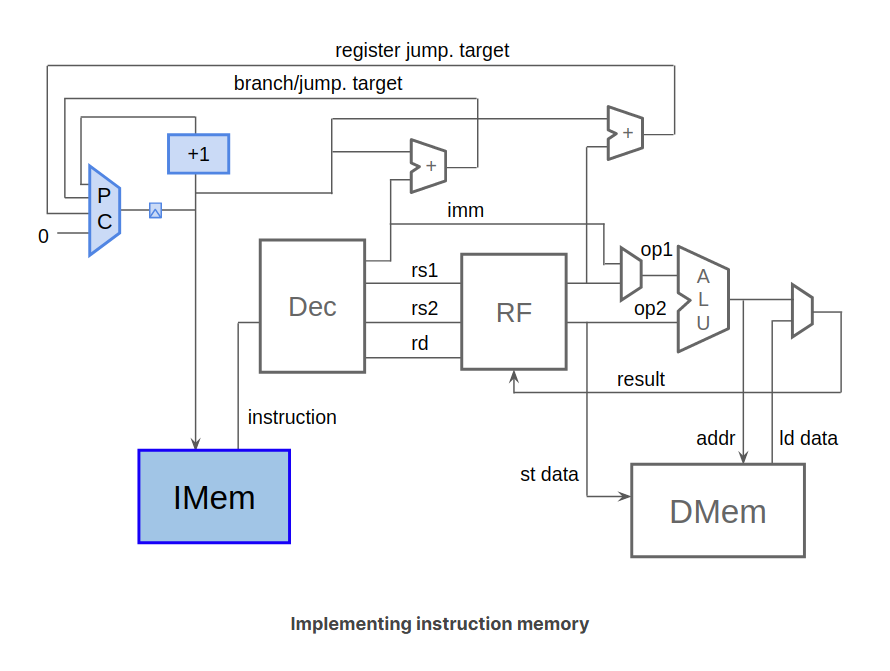 register jump. target
branch/jump. target
+1
+
+
P
C
0
imm
op1
Dec
rs1
rs2
rd
RF
op2
A
L
U
result
instruction
addr
ld data
st data
IMem
DMem
Implementing instruction memory